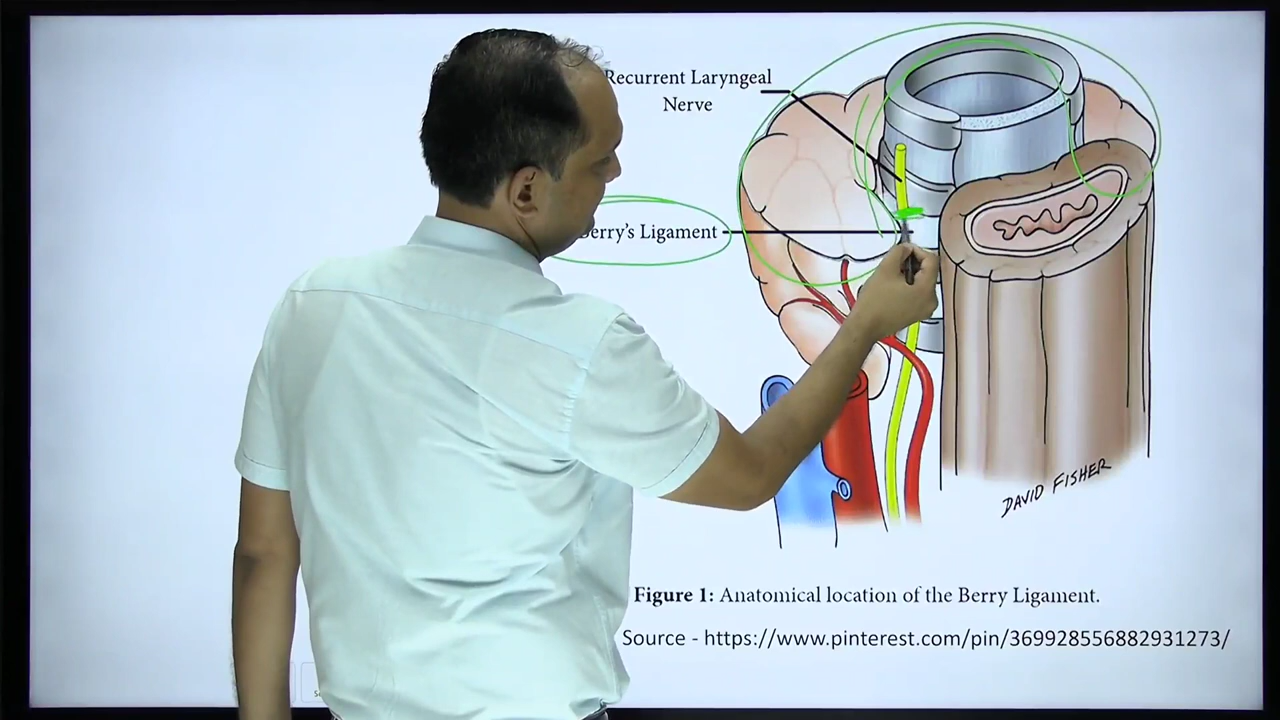 Recurrent Laryngeal
Nerve
Berry's Ligament
DAVID FISHER
Figure 1: Anatomical location of the Berry Ligament.
Source - https://www.pinterest.com/pin/369928556882931273/